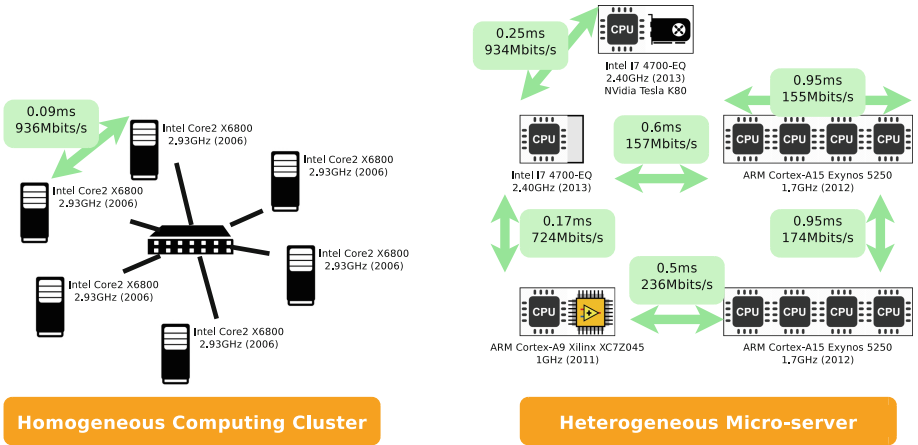 0.09ms
936Mbits/s
Intel Core2 X6800
2.93GHz (2006)
Intel Core2 X6800
2.93GHz (2006)
Intel Core2 X6800
2.93GHz (2006)
Intel Core2 X6800
2.93GHz (2006)
Intel Core2 X6800
2.93GHz (2006)
Intel Core2 X6800
2.93GHz (2006)
Homogeneous Computing Cluster
0.25ms
934Mbits/s
CPU
Intel I7 4700-EQ
2.40GHz (2013)
NVidia Tesla K80
0.95ms
155Mbits/s
CPU
Intel I7 4700-EQ
2.40GHz (2013)
0.6ms
157Mbits/s
CPU CPU CPU CPU
ARM Cortex-A15 Exynos 5250
1.7GHz (2012)
0.17ms
724Mbits/s
0.95ms
174Mbits/s
0.5ms
236Mbits/s
CPU
ARM Cortex-A9 Xilinx XC7Z045
1GHz (2011)
CPU CPU CPU CPU
ARM Cortex-A15 Exynos 5250
1.7GHz (2012)
Heterogeneous Micro-server